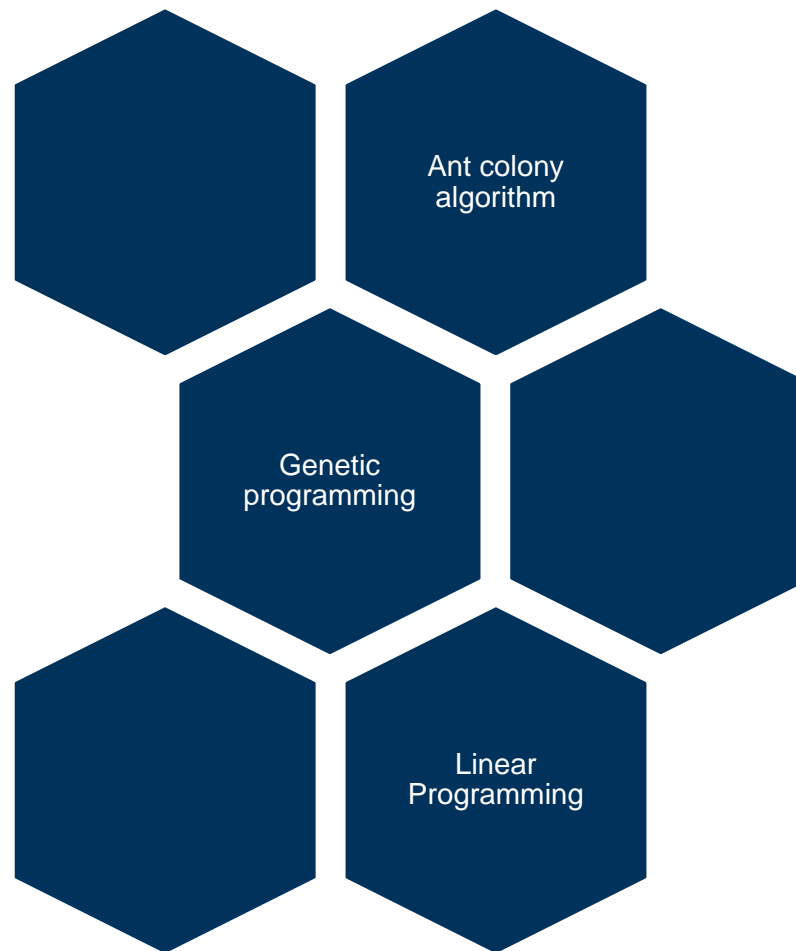 Ant colony
algorithm
Genetic
programming
Linear
Programming